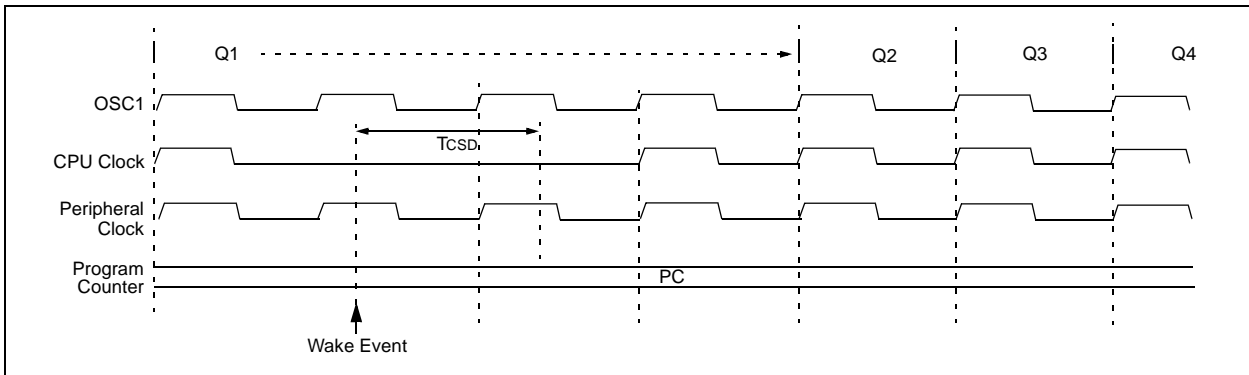 Q1
Q2
Q3
Q4
OSC1
TCSD
CPU Clock
Peripheral
Clock
Program
Counter
PC
Wake Event